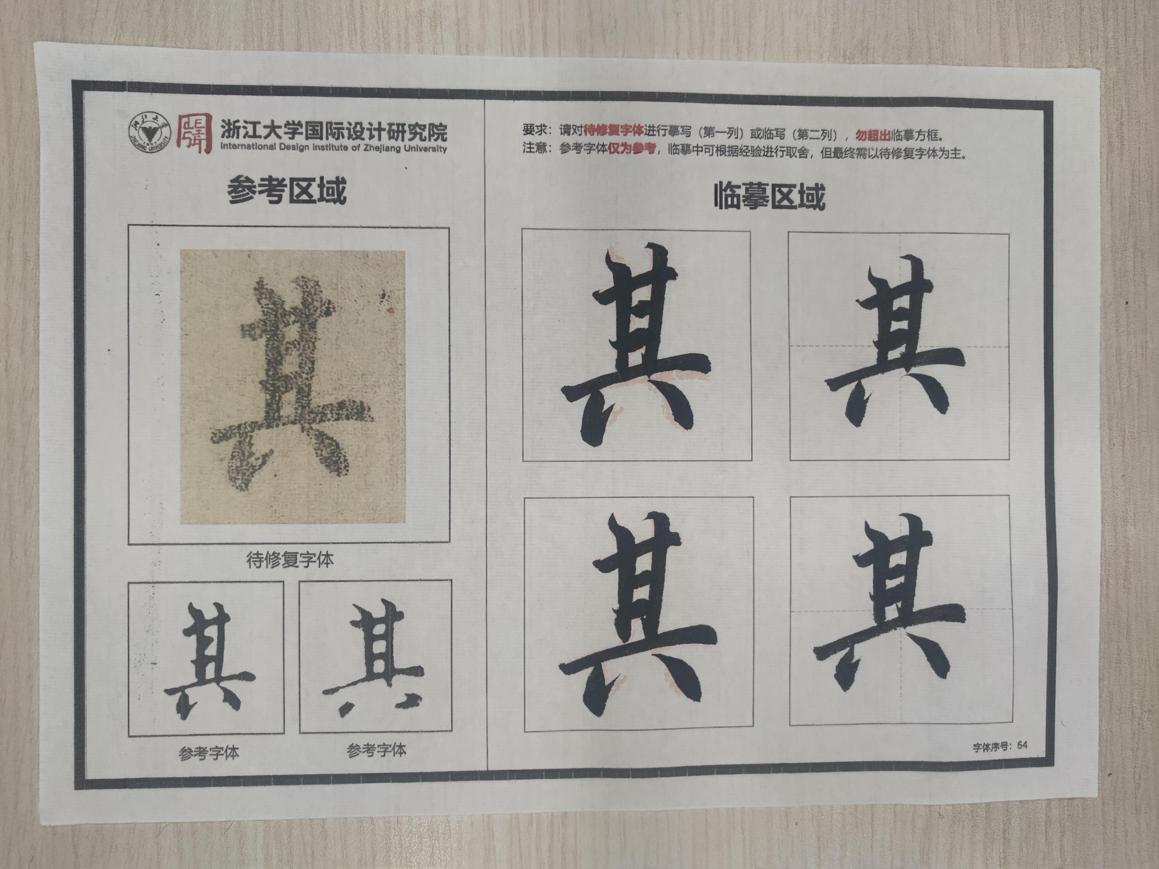 浙江大学国际设计研究院
International Design Institute of Zhejiang University
参考区域
其
待修复字体
其
其
参考字体
参考字体
要求：请对待修复字体进行摹写（第一列）或临写（第二列），勿超出临摹方框。
注意：参考字体仅为参考，临摹中可根据经验进行取舍，但最终需以待修复字体为主。
临摹区域
其
其
其
其
字体序号：64